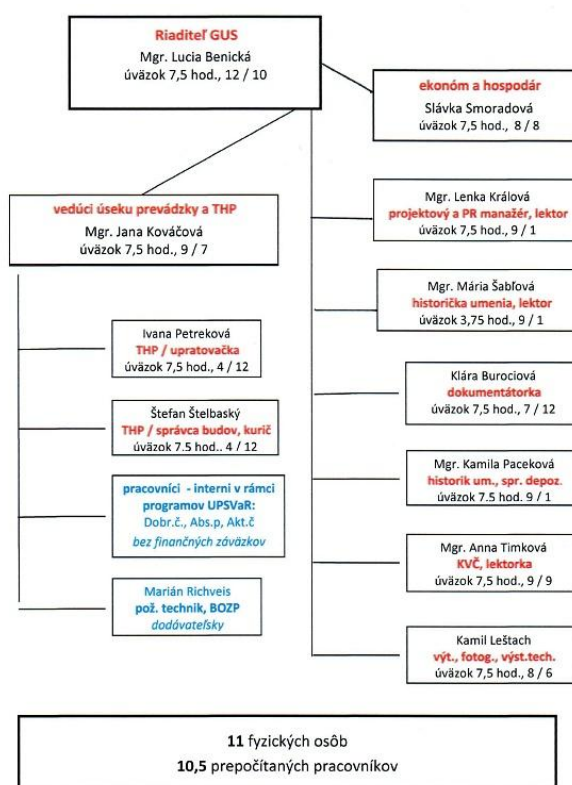 Riaditeľ GUS
Mgr. Lucia Benická
úväzok 7,5 hod., 12 / 10
ekonóm a hospodár
Slávka Smoradová
úväzok 7,5 hod., 8 / 8
vedúci úseku prevádzky a THP
Mgr. Jana Kováčová
úväzok 7,5 hod., 9 / 7
Mgr. Lenka Králová
projektový a PR manažér, lektor
úväzok 7,5 hod., 9 / 1
Mgr. Mária Šabľová
historička umenia, lektor
úväzok 3,75 hod., 9 / 1
Ivana Petreková
THP / upratovačka
úväzok 7,5 hod., 4 / 12
Klára Burociová
dokumentátorka
úväzok 7,5 hod., 7 / 12
Štefan Štelbaský
THP / správca budov, kurič
úväzok 7.5 hod.. 4 / 12
Mgr. Kamila Paceková
historik um., spr. depoz.
úväzok 7.5 hod. 9 / 1
pracovníci - interni v rámci
programov UPSVaR:
Dobr.č., Abs.p, Akt.č
bez finančných záväzkov
Mgr. Anna Timková
KVČ, lektorka
úväzok 7,5 hod., 9 / 9
Marián Richveis
pož. technik, BOZP
dodávateľsky
Kamil Leštach
výt., fotog., výst.tech.
úväzok 7,5 hod., 8 / 6
11 fyzických osôb
10,5 prepočítaných pracovníkov